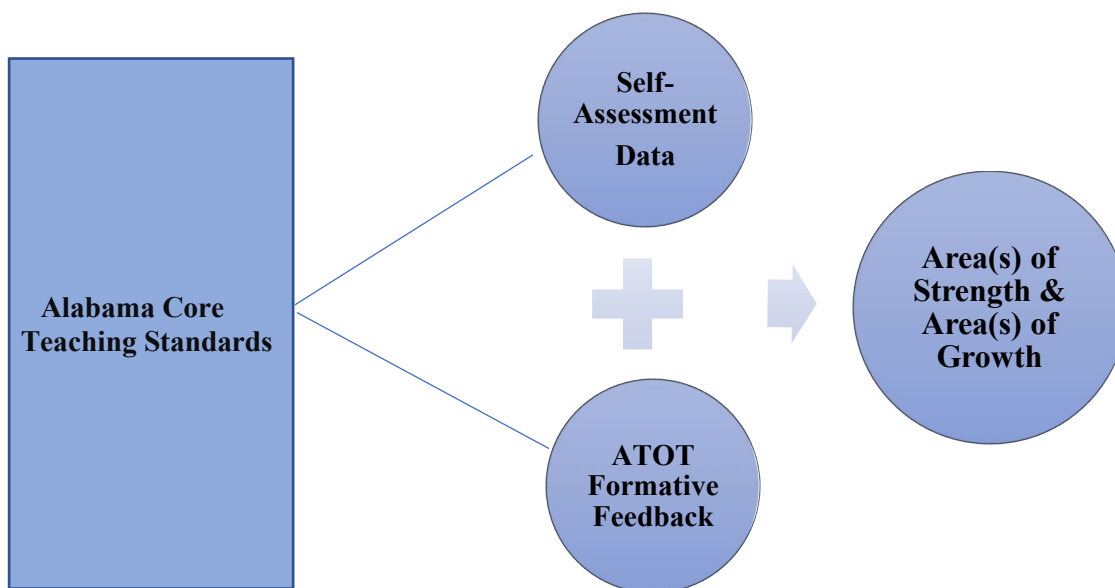 Alabama Core
Teaching Standards
Self-
Assessment
Data
ATOT
Formative
Feedback
Area(s) of
Strength &
Area(s) of
Growth